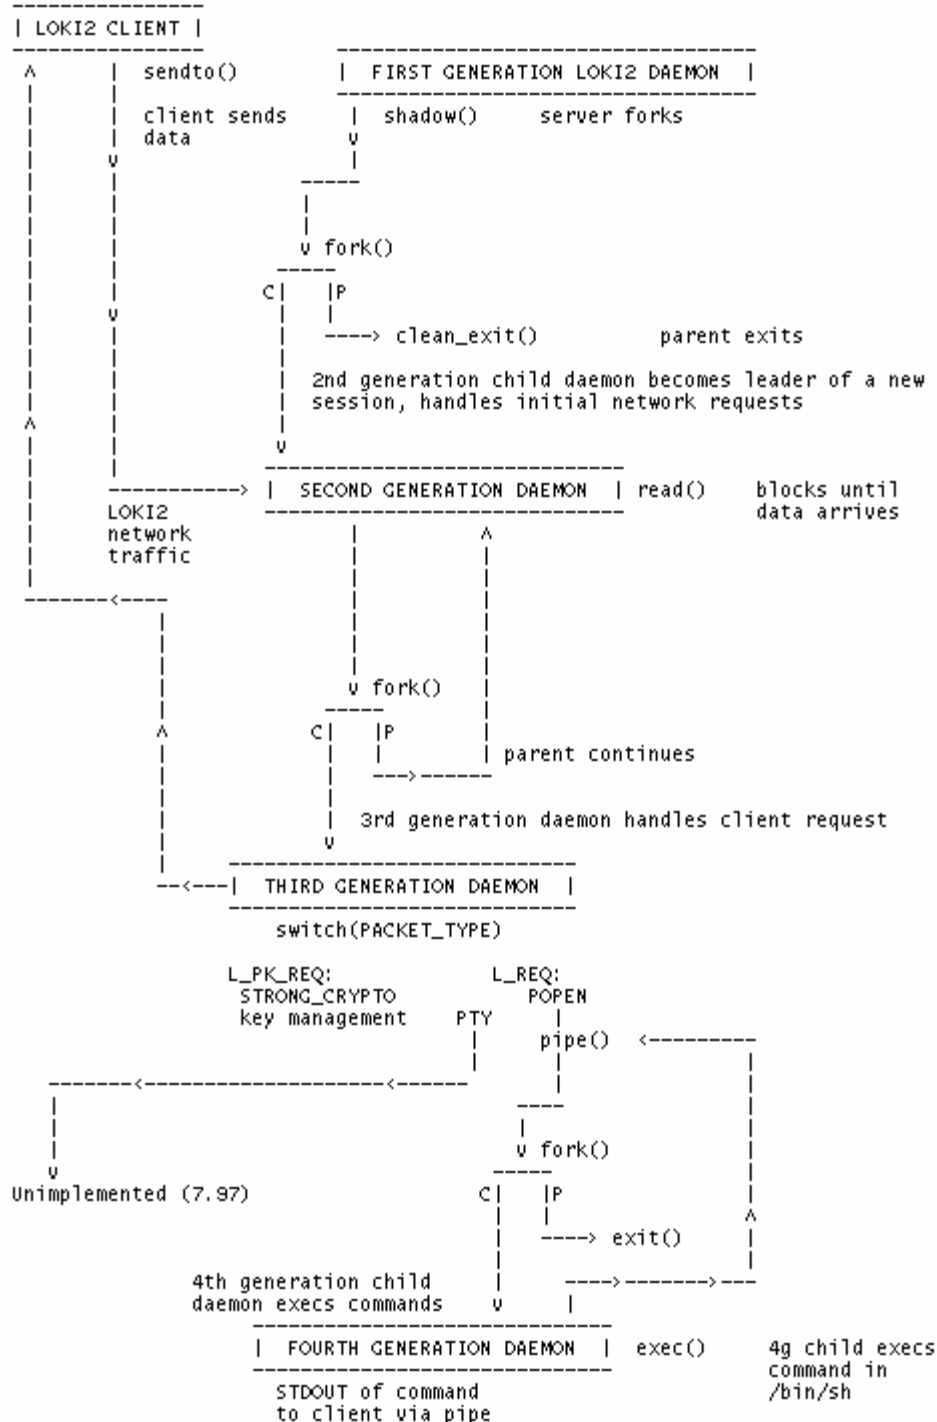 LOKI2 CLIENT
sendto() FIRST GENERATION LOKI2 DAEMON
client sends shadow() server forks
data
fork()
C P
clean_exit() parent exits
2nd generation child daemon becomes leader of a new
session, handles initial network requests
SECOND GENERATION DAEMON read() blocks until
LOKI2 data arrives
network
traffic
fork()
C P
parent continues
3rd generation daemon handles client request
THIRD GENERATION DAEMON
switch(PACKET_TYPE)
L_PK_REQ: L_REQ:
STRONG_CRYPTO POPEN
key management PTY
pipe()
fork()
Unimplemented (7.97) C P
exit()
4th generation child
daemon execs commands
FOURTH GENERATION DAEMON exec() 4g child execs
command in
STDOUT of command /bin/sh
to client via pipe